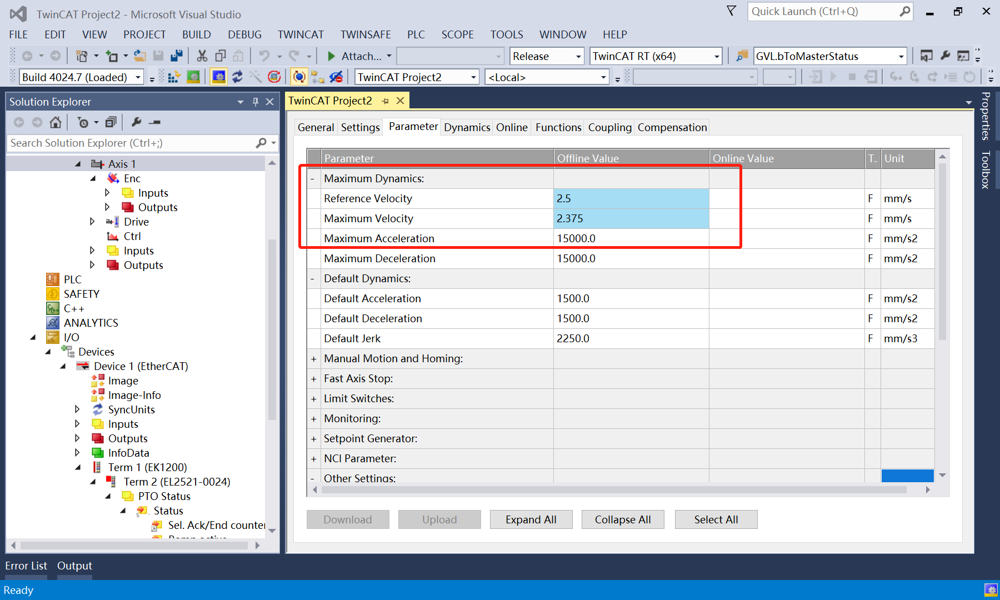 TwinCAT Project2 - Microsoft Visual Studio
Quick Launch (Ctrl+Q)
FILE EDIT VIEW PROJECT BUILD DEBUG TWINCAT TWINSAFE PLC SCOPE TOOLS WINDOW HELP
Attach... Release TwinCAT RT (x64) GVL.bToMasterStatus
Build 4024.7 (Loaded) TwinCAT Project2 <Local>
Solution Explorer
Search Solution Explorer (Ctrl+;)
Axis 1
Enc
Inputs
Outputs
Drive
Ctrl
Inputs
Outputs
PLC
SAFETY
C++
ANALYTICS
I/O
Devices
Device 1 (EtherCAT)
Image
Image-Info
SyncUnits
Inputs
Outputs
InfoData
Term 1 (EK1200)
Term 2 (EL2521-0024)
PTO Status
Status
Sel. Ack/End counter
TwinCAT Project2
General Settings Parameter Dynamics Online Functions Coupling Compensation
Parameter Offline Value Online Value T.. Unit
- Maximum Dynamics:
Reference Velocity 2.5 F mm/s
Maximum Velocity 2.375 F mm/s
Maximum Acceleration 15000.0 F mm/s2
Maximum Deceleration 15000.0 F mm/s2
- Default Dynamics:
Default Acceleration 1500.0 F mm/s2
Default Deceleration 1500.0 F mm/s2
Default Jerk 2250.0 F mm/s3
+ Manual Motion and Homing:
+ Fast Axis Stop:
+ Limit Switches:
+ Monitoring:
+ Setpoint Generator:
+ NCI Parameter:
- Other Settings:
Download Upload Expand All Collapse All Select All
Properties
Toolbox
Error List Output
Ready